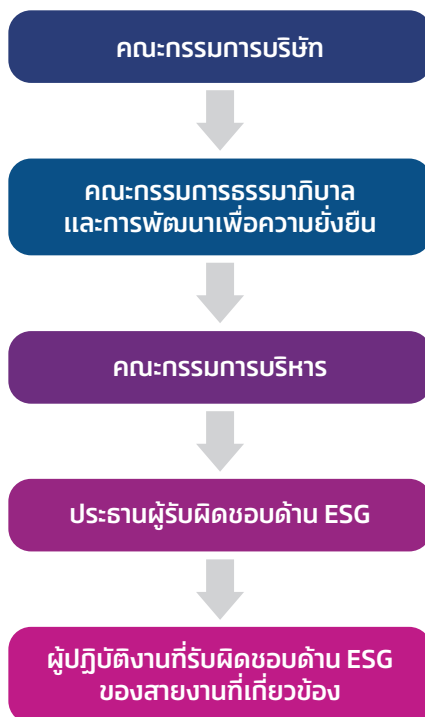 คณะกรรมการบริษัท
คณะกรรมการธรรมาภิบาล
และการพัฒนาเพื่อความยั่งยืน
คณะกรรมการบริหาร
ประธานผู้รับผิดชอบด้าน ESG
ผู้ปฏิบัติงานที่รับผิดชอบด้าน ESG
ของสายงานที่เกี่ยวข้อง